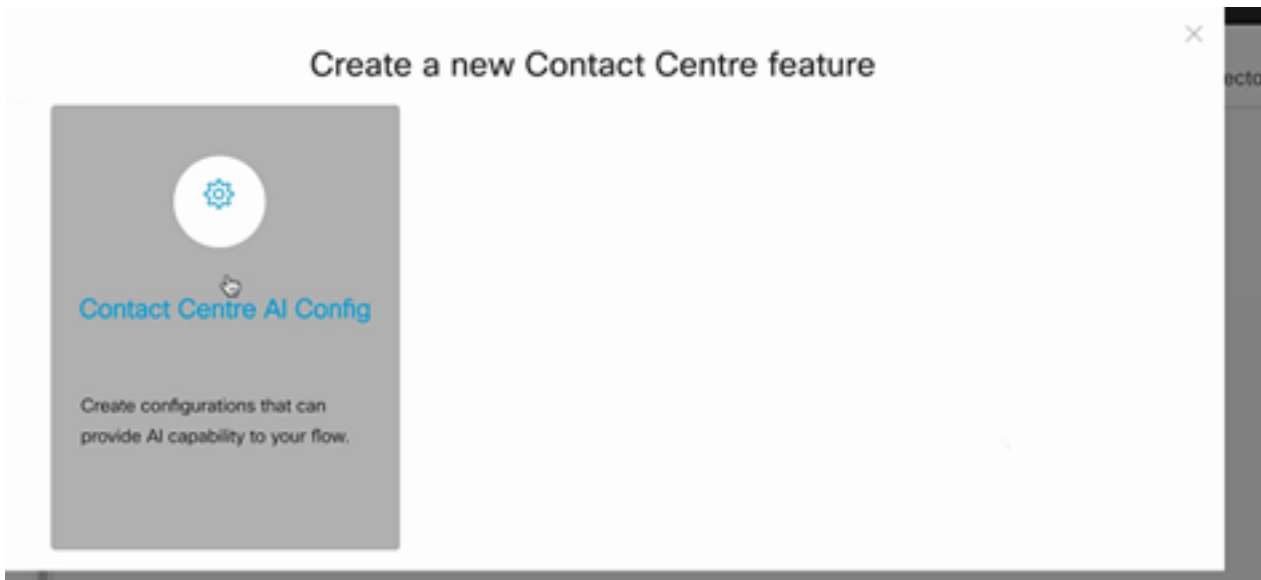 Create a new Contact Centre feature
Contact Centre AI Config
Create configurations that can
provide AI capability to your flow.